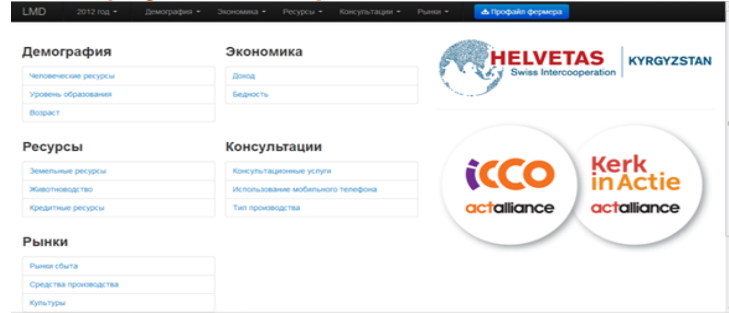 LMD 2012 год Демография Экономика Ресурсы Консультации Рынки Профайл фермера
Демография
Человеческие ресурсы
Уровень образования
Возраст
Экономика
Доход
Бедность
Ресурсы
Земельные ресурсы
Животноводство
Кредитные ресурсы
Консультации
Консультационные услуги
Использование мобильного телефона
Тип производства
Рынки
Рынки сбыта
Средства производства
Культуры
HELVETAS KYRGYZSTAN
Swiss Intercooperation
icco
actalliance
Kerk
inActie
actalliance